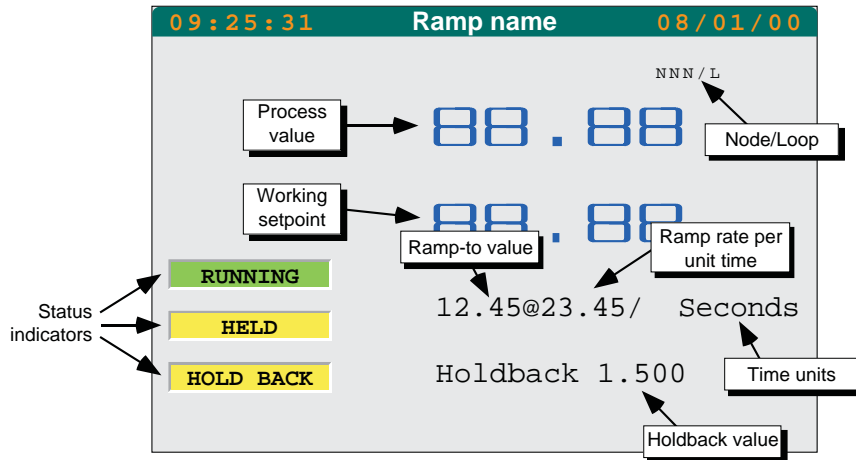 09:25:31 Ramp name 08/01/00
NNN/L
Process
value
88.88
Node/Loop
Working
setpoint
88.88
Ramp-to value
Ramp rate per
unit time
RUNNING
12.45@23.45/ Seconds
Status
indicators
HELD
HOLD BACK
Holdback 1.500
Time units
Holdback value